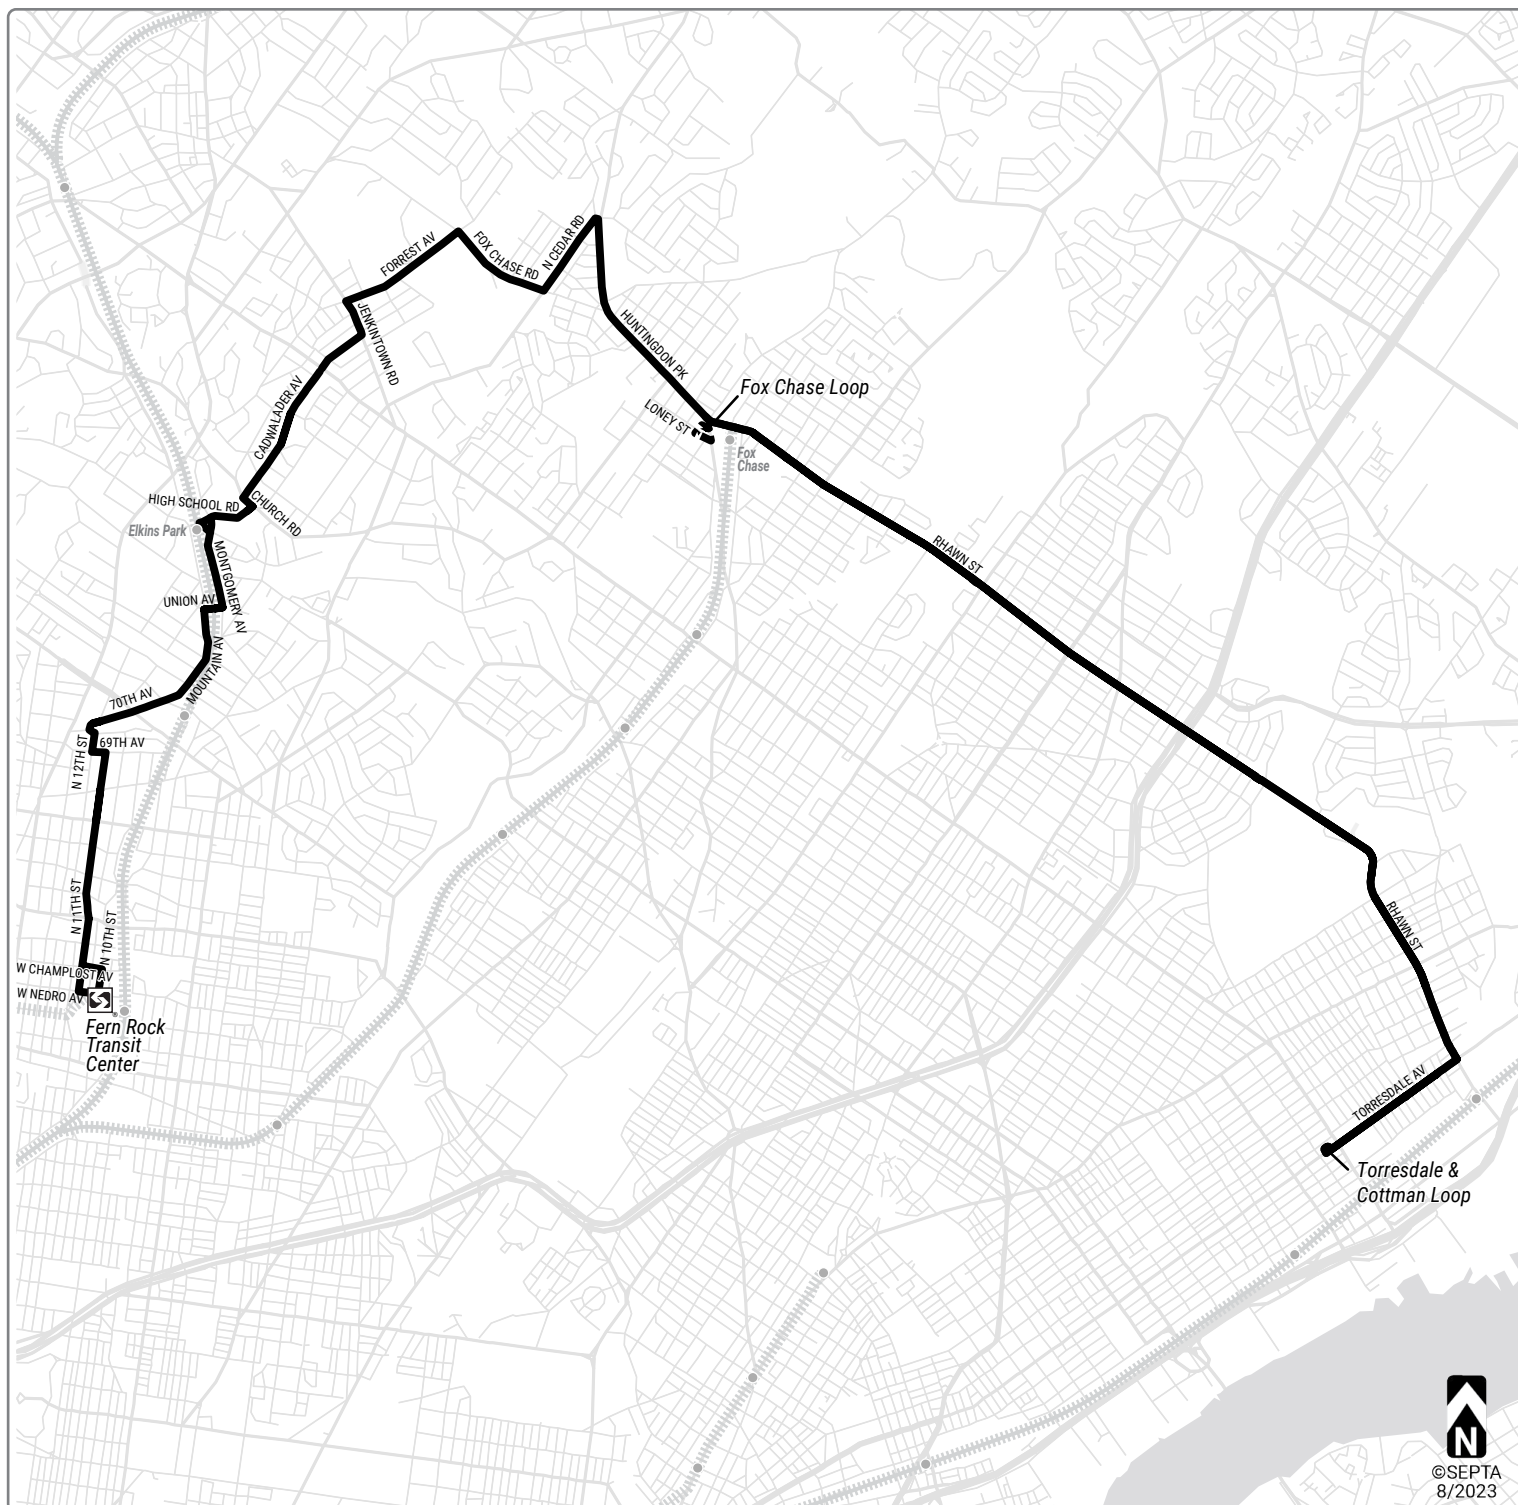 FORREST AV
FOX CHASE RD
N CEDAR RD
JENKINTOWN RD
HUNTINGDON PK
CADWALADER AV
Fox Chase Loop
LONEY ST
Fox
Chase
HIGH SCHOOL RD
CHURCH RD
Elkins Park
MONTGOMERY AV
RHAWN ST
UNION AV
MOUNTAIN AV
70TH AV
69TH AV
N 12TH ST
N 11TH ST
N 10TH ST
W CHAMPLOST AV
W NEDRO AV
Fern Rock
Transit
Center
RHAWN ST
TORRESDALE AV
Torresdale &
Cottman Loop
N
©SEPTA
8/2023